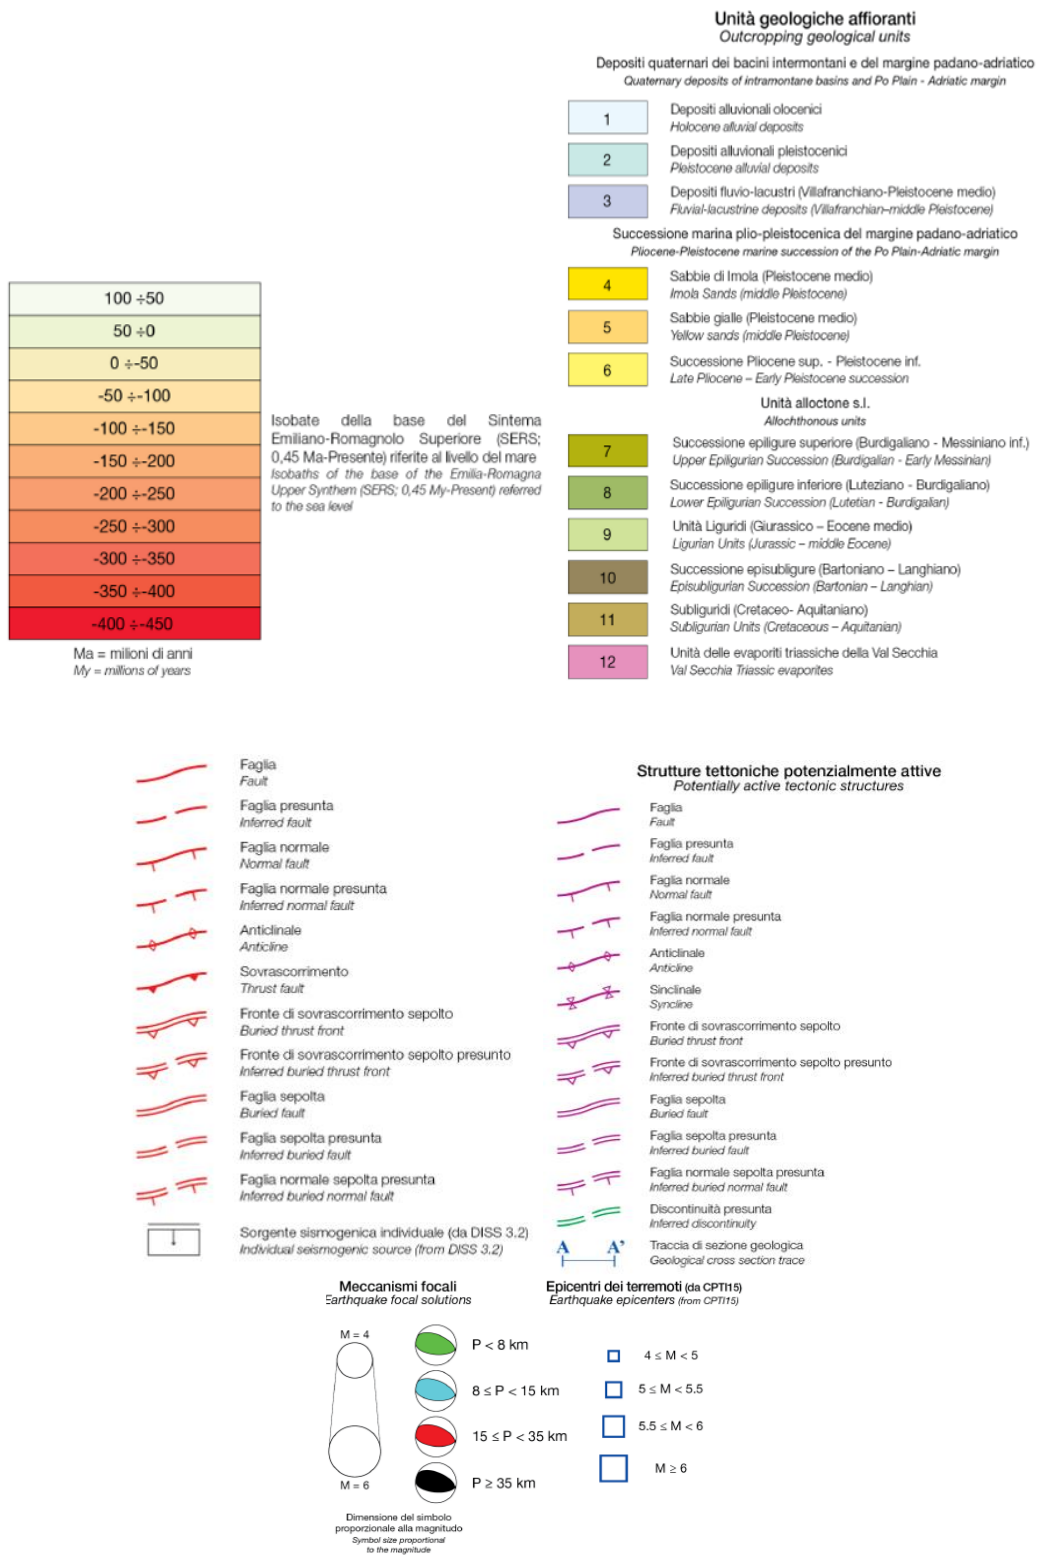 Unità geologiche affioranti
Outcropping geological units
Depositi quaternari dei bacini intermontani e del margine padano-adriatico
Quaternary deposits of intramontane basins and Po Plain - Adriatic margin
1
Depositi alluvionali olocenici
Holocene alluvial deposits
2
Depositi alluvionali pleistocenici
Pleistocene alluvial deposits
3
Depositi fluvio-lacustri (Villafranchiano-Pleistocene medio)
Fluvial-lacustrine deposits (Villafranchian–middle Pleistocene)
Successione marina plio-pleistocenica del margine padano-adriatico
Pliocene-Pleistocene marine succession of the Po Plain-Adriatic margin
4
Sabbie di Imola (Pleistocene medio)
Imola Sands (middle Pleistocene)
5
Sabbie gialle (Pleistocene medio)
Yellow sands (middle Pleistocene)
6
Successione Pliocene sup. - Pleistocene inf.
Late Pliocene – Early Pleistocene succession
Unità alloctone s.l.
Allochthonous units
7
Successione epiligure superiore (Burdigaliano - Messiniano inf.)
Upper Epiligurian Succession (Burdigalian - Early Messinian)
8
Successione epiligure inferiore (Luteziano - Burdigaliano)
Lower Epiligurian Succession (Lutetian - Burdigalian)
9
Unità Liguridi (Giurassico – Eocene medio)
Ligurian Units (Jurassic – middle Eocene)
10
Successione episubligure (Bartoniano – Langhiano)
Episubligurian Succession (Bartonian – Langhian)
11
Subliguridi (Cretaceo- Aquitaniano)
Subligurian Units (Cretaceous – Aquitanian)
12
Unità delle evaporiti triassiche della Val Secchia
Val Secchia Triassic evaporites
100 ÷50
50 ÷0
0 ÷-50
-50 ÷-100
-100 ÷-150
-150 ÷-200
-200 ÷-250
-250 ÷-300
-300 ÷-350
-350 ÷-400
-400 ÷-450
Ma = milioni di anni
My = millions of years
Isobate della base del Sintema
Emiliano-Romagnolo Superiore (SERS;
0,45 Ma-Presente) riferite al livello del mare
Isobaths of the base of the Emilia-Romagna
Upper Synthem (SERS; 0,45 My-Present) referred
to the sea level
Faglia
Fault
Faglia presunta
Inferred fault
Faglia normale
Normal fault
Faglia normale presunta
Inferred normal fault
Anticlinale
Anticline
Sovrascorrimento
Thrust fault
Fronte di sovrascorrimento sepolto
Buried thrust front
Fronte di sovrascorrimento sepolto presunto
Inferred buried thrust front
Faglia sepolta
Buried fault
Faglia sepolta presunta
Inferred buried fault
Faglia normale sepolta presunta
Inferred buried normal fault
Sorgente sismogenica individuale (da DISS 3.2)
Individual seismogenic source (from DISS 3.2)
Strutture tettoniche potenzialmente attive
Potentially active tectonic structures
Faglia
Fault
Faglia presunta
Inferred fault
Faglia normale
Normal fault
Faglia normale presunta
Inferred normal fault
Anticlinale
Anticline
Sinclinale
Syncline
Fronte di sovrascorrimento sepolto
Buried thrust front
Fronte di sovrascorrimento sepolto presunto
Inferred buried thrust front
Faglia sepolta
Buried fault
Faglia sepolta presunta
Inferred buried fault
Faglia normale sepolta presunta
Inferred buried normal fault
Discontinuità presunta
Inferred discontinuity
A A'
Traccia di sezione geologica
Geological cross section trace
Meccanismi focali
Earthquake focal solutions
M = 4
M = 6
P < 8 km
8 ≤ P < 15 km
15 ≤ P < 35 km
P ≥ 35 km
Dimensione del simbolo
proporzionale alla magnitudo
Symbol size proportional
to the magnitude
Epicentri dei terremoti (da CPTI15)
Earthquake epicenters (from CPTI15)
4 ≤ M < 5
5 ≤ M < 5.5
5.5 ≤ M < 6
M ≥ 6